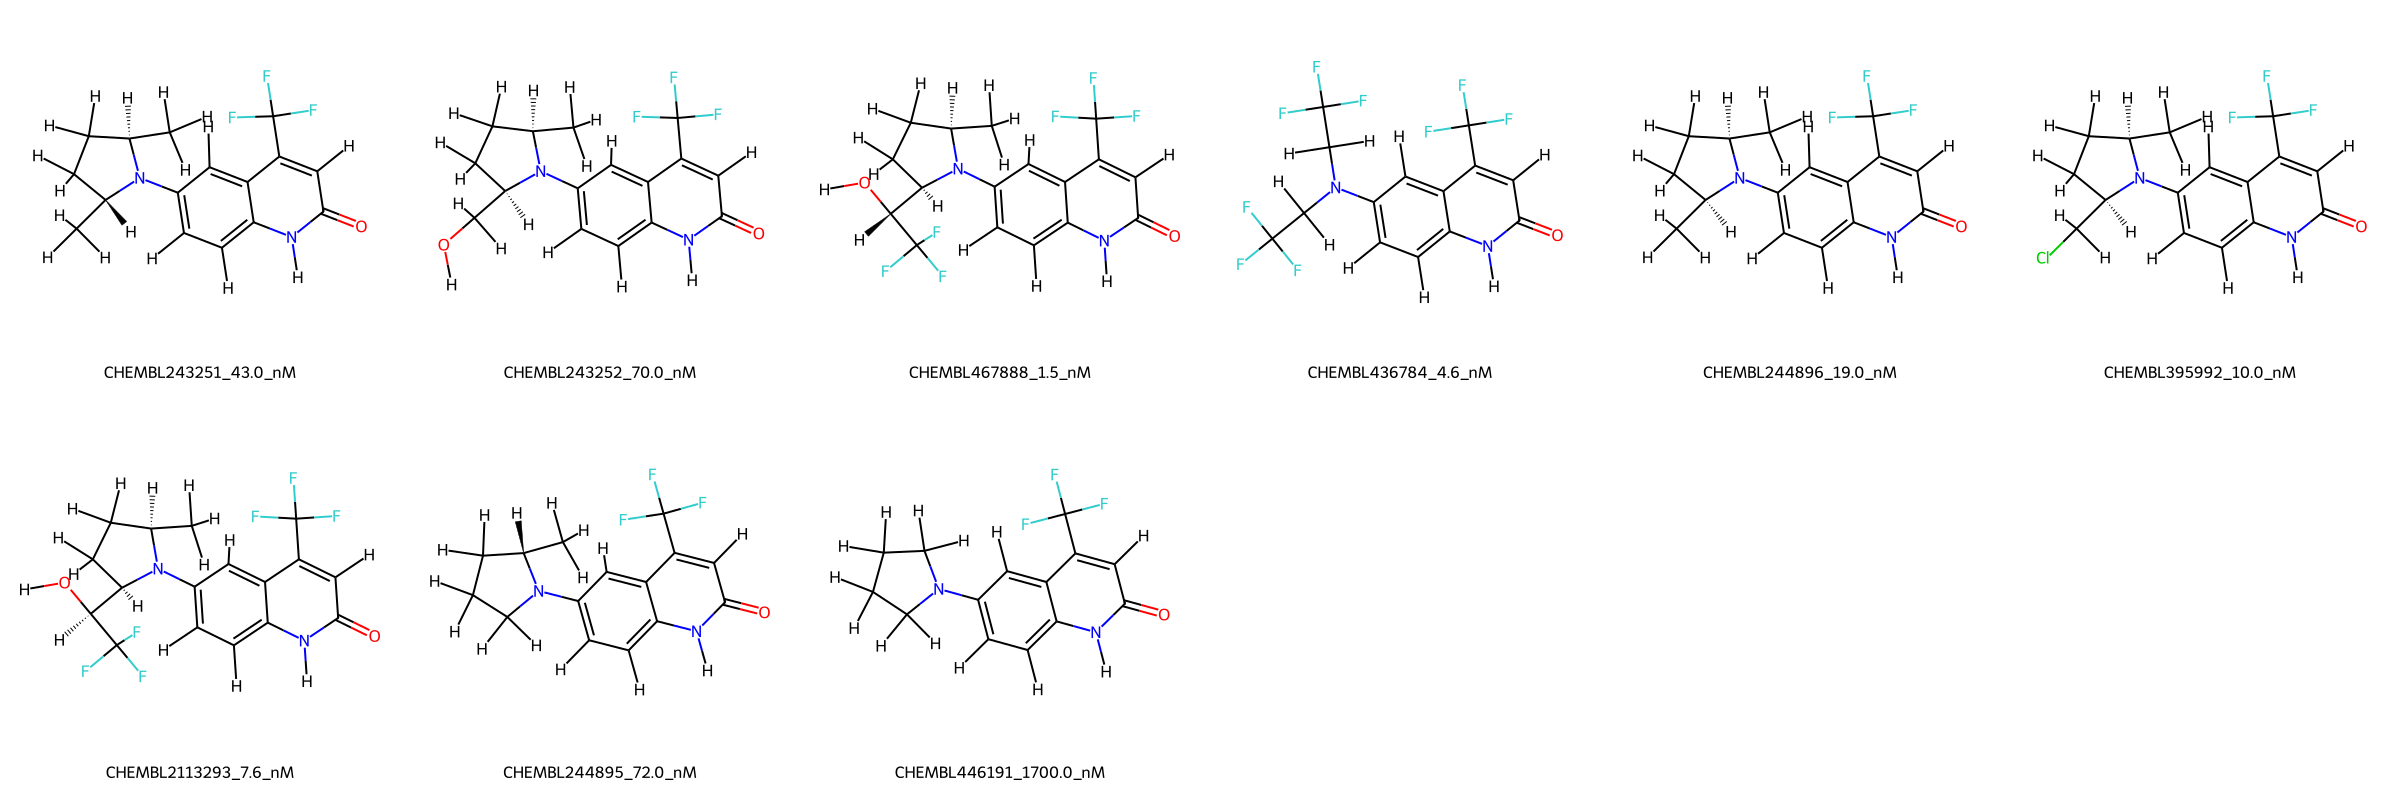 CHEMBL243251_43.0_nM
CHEMBL243252_70.0_nM
CHEMBL467888_1.5_nM
CHEMBL436784_4.6_nM
CHEMBL244896_19.0_nM
CHEMBL395992_10.0_nM
CHEMBL2113293_7.6_nM
CHEMBL244895_72.0_nM
CHEMBL446191_1700.0_nM